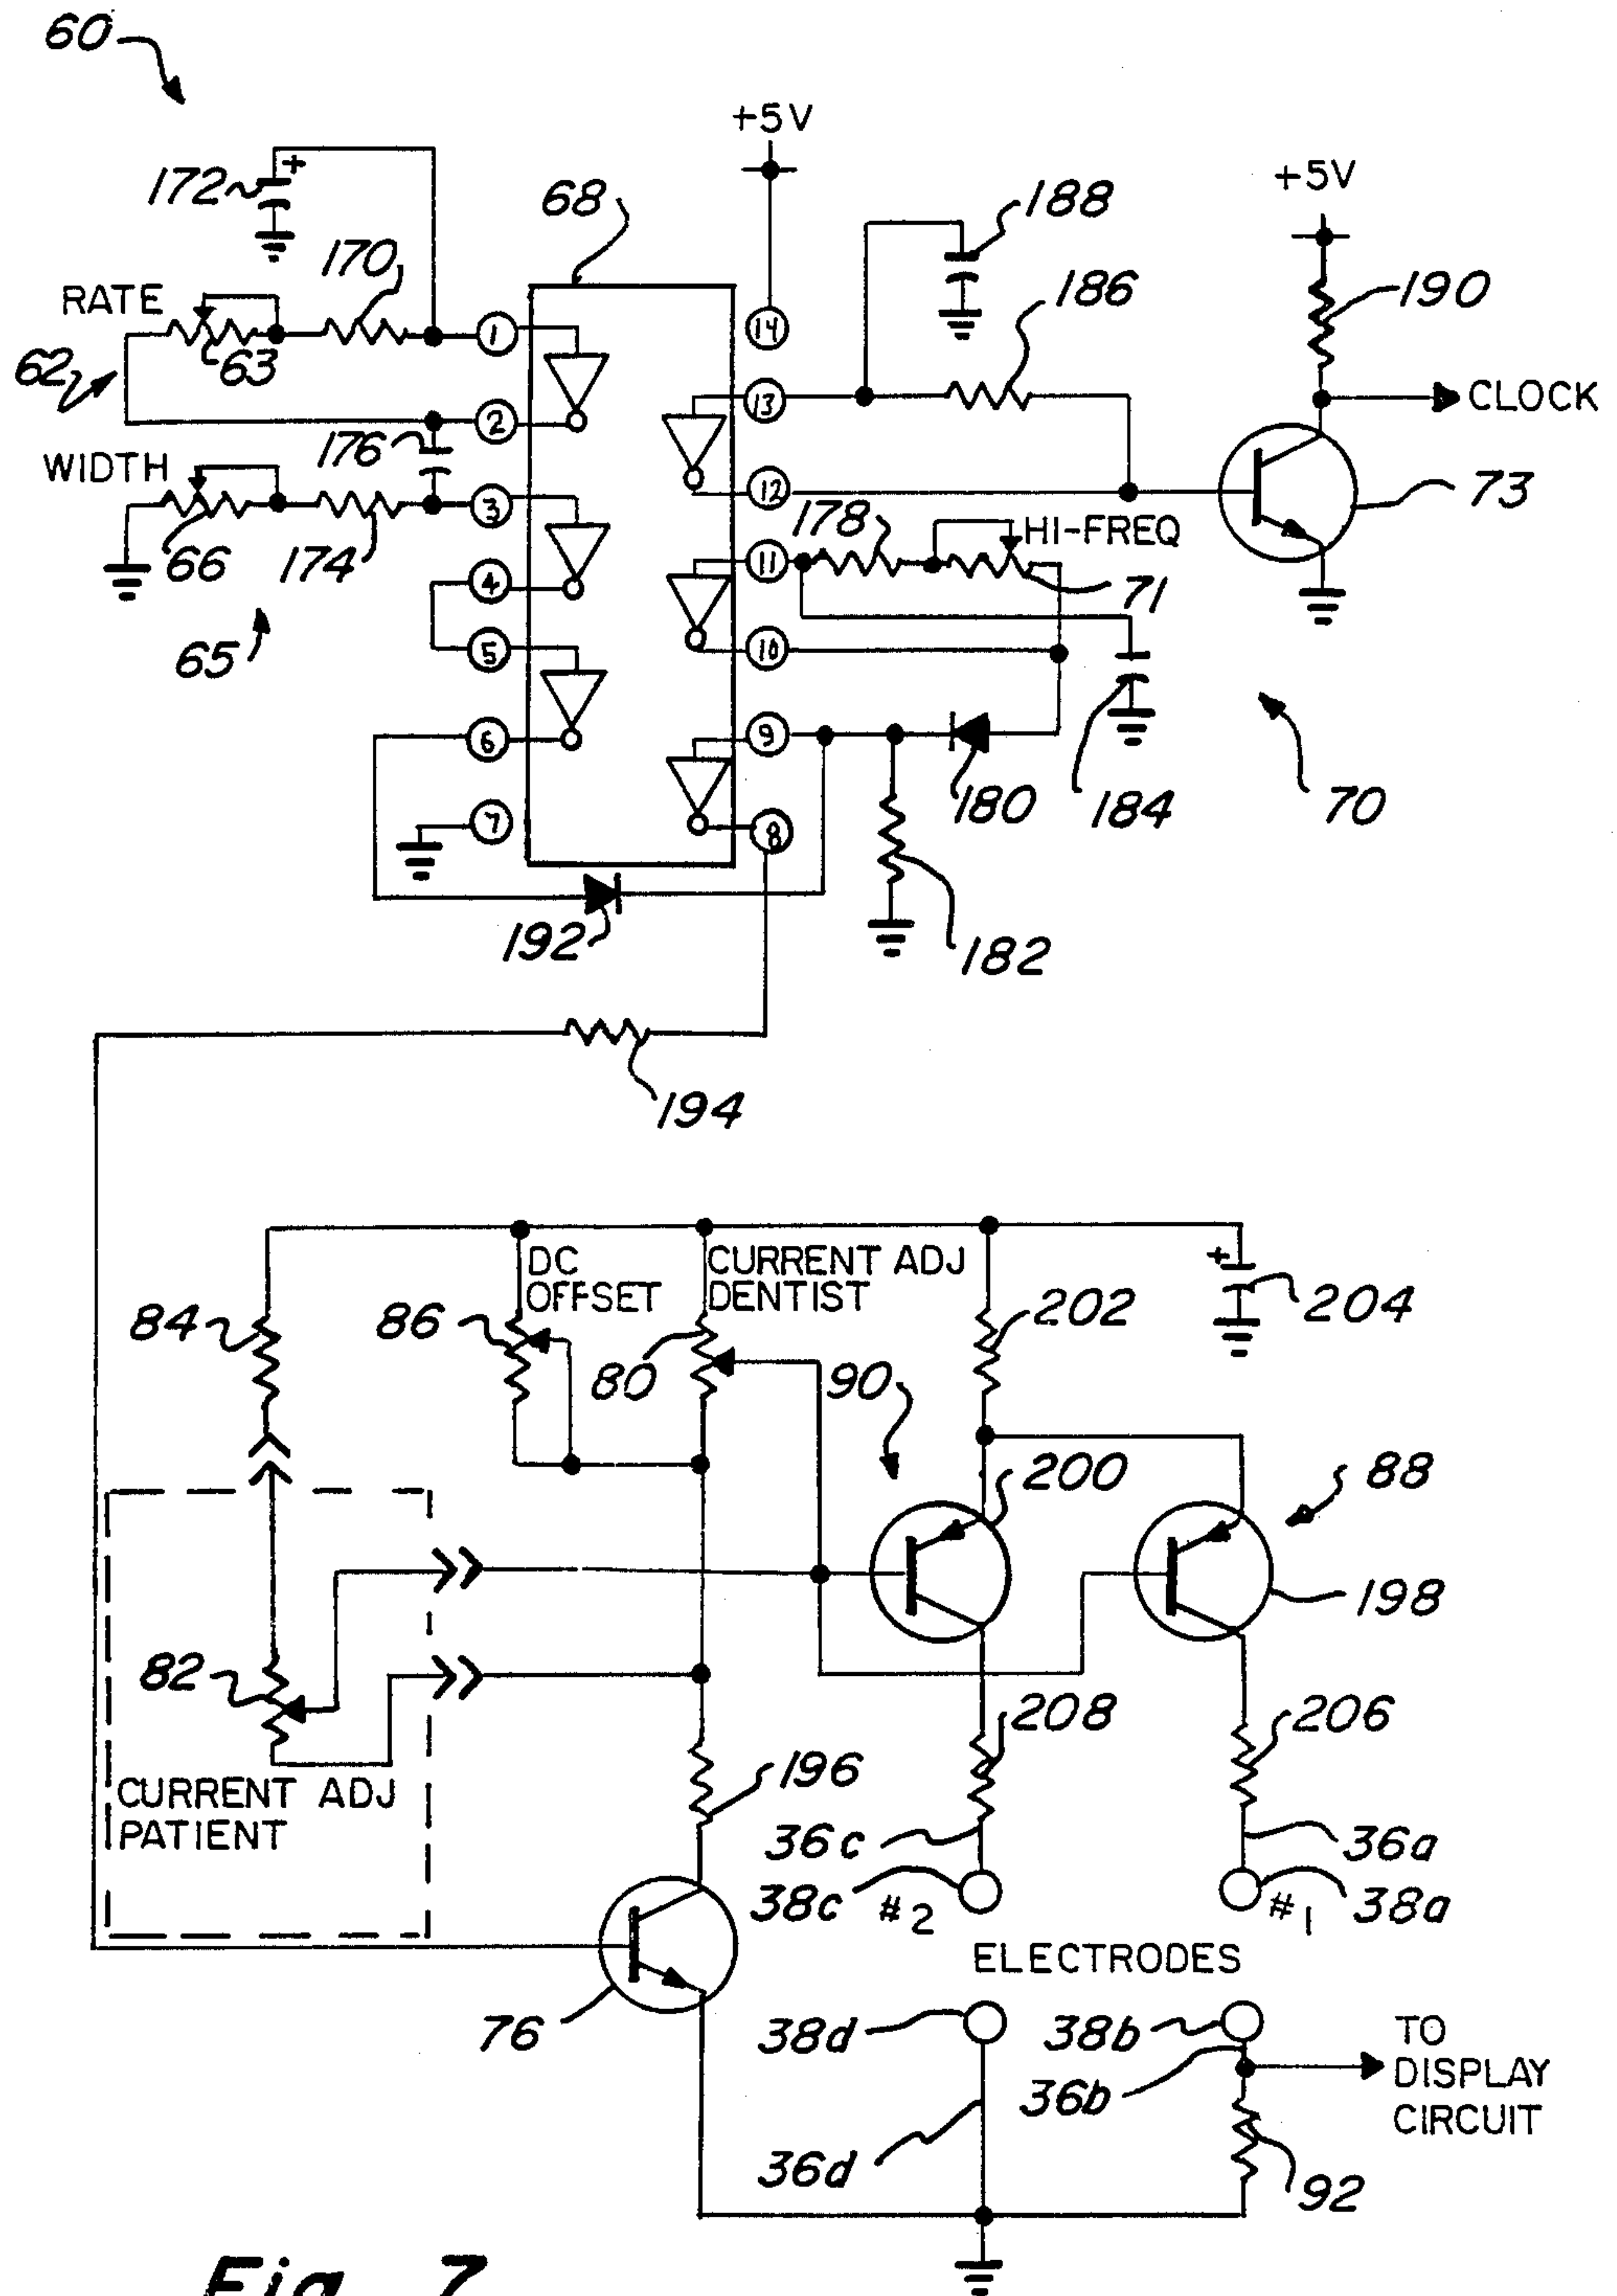 60
+5V
+5V
172
+
68
188
170
186
190
RATE
63
62
1
14
13
CLOCK
2
176
WIDTH
3
12
73
178
HI-FREQ
66
174
4
11
71
65
5
10
6
9
180
184
70
7
8
192
182
194
DC
OFFSET
CURRENT ADJ
DENTIST
+
84
86
80
202
204
90
200
88
198
82
208
206
196
CURRENT ADJ
PATIENT
36c
36a
38c
#2
#1
38a
ELECTRODES
76
38d
38b
36b
TO
DISPLAY
CIRCUIT
36d
92
Fig. 7